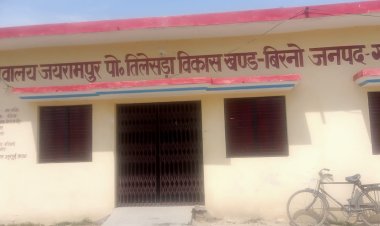 वालय जयरामपुर पो० तिलेसड़ा विकास खण्ड-बिरनो जनपद-